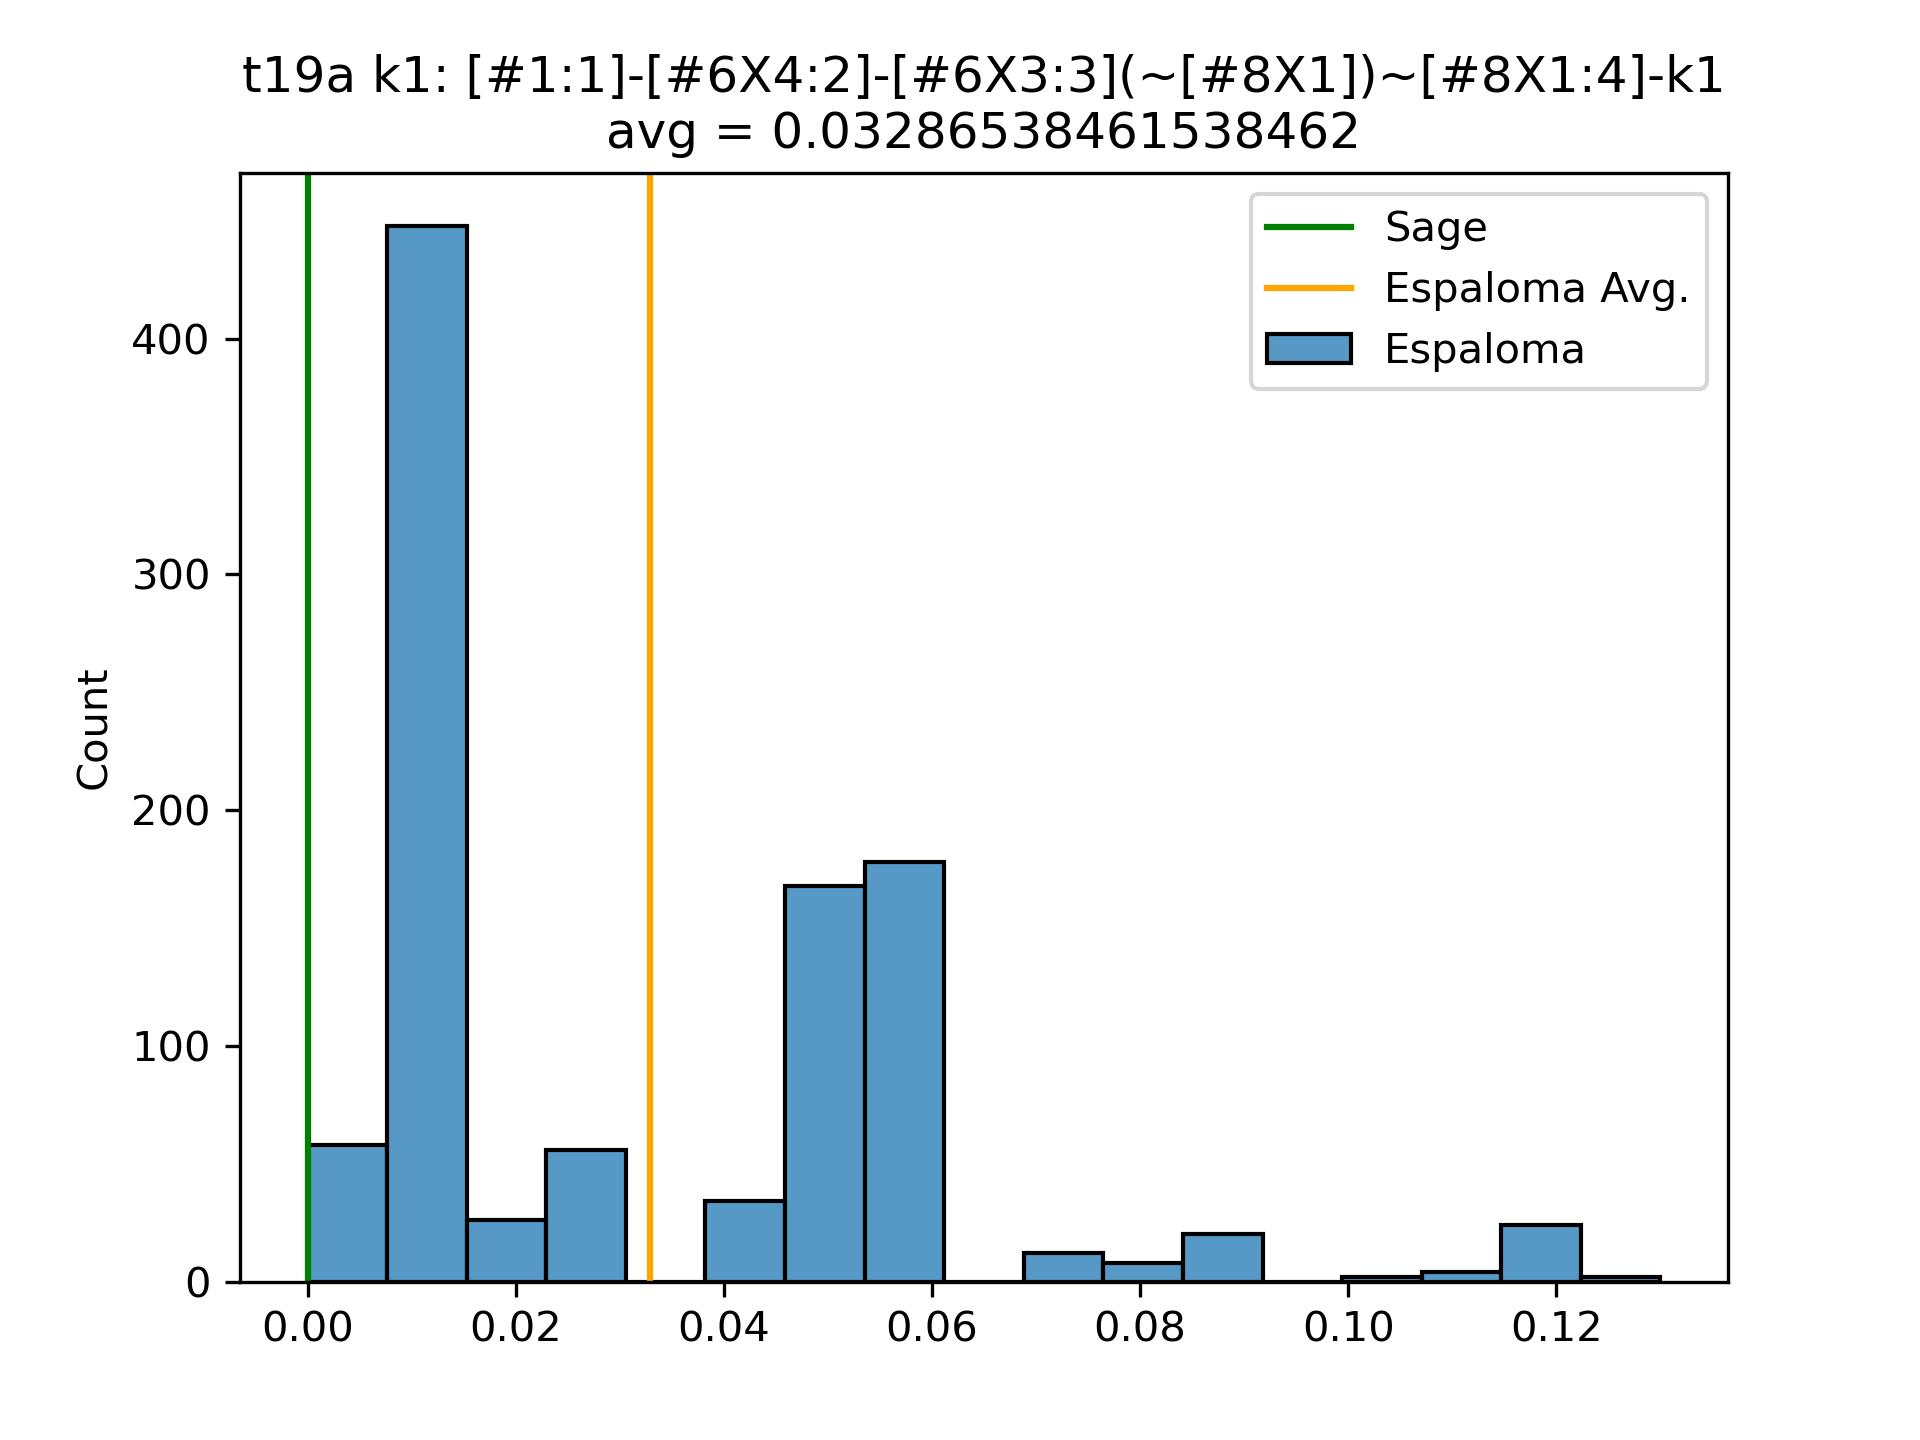 t19a k1: [#1:1]-[#6X4:2]-[#6X3:3](~[#8X1])~[#8X1:4]-k1
avg = 0.03286538461538462
Sage
Espaloma Avg.
Espaloma
400
300
200
100
0
Count
0.00 0.02 0.04 0.06 0.08 0.10 0.12